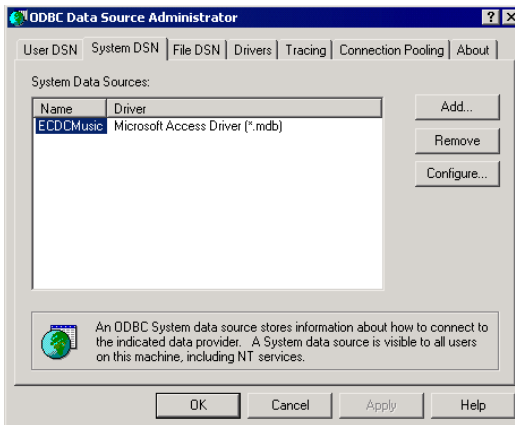 ODBC Data Source Administrator
User DSN System DSN File DSN Drivers Tracing Connection Pooling About
System Data Sources:
Name Driver
ECDCMusic Microsoft Access Driver (*.mdb)
Add...
Remove
Configure...
An ODBC System data source stores information about how to connect to
the indicated data provider. A System data source is visible to all users
on this machine, including NT services.
OK Cancel Apply Help